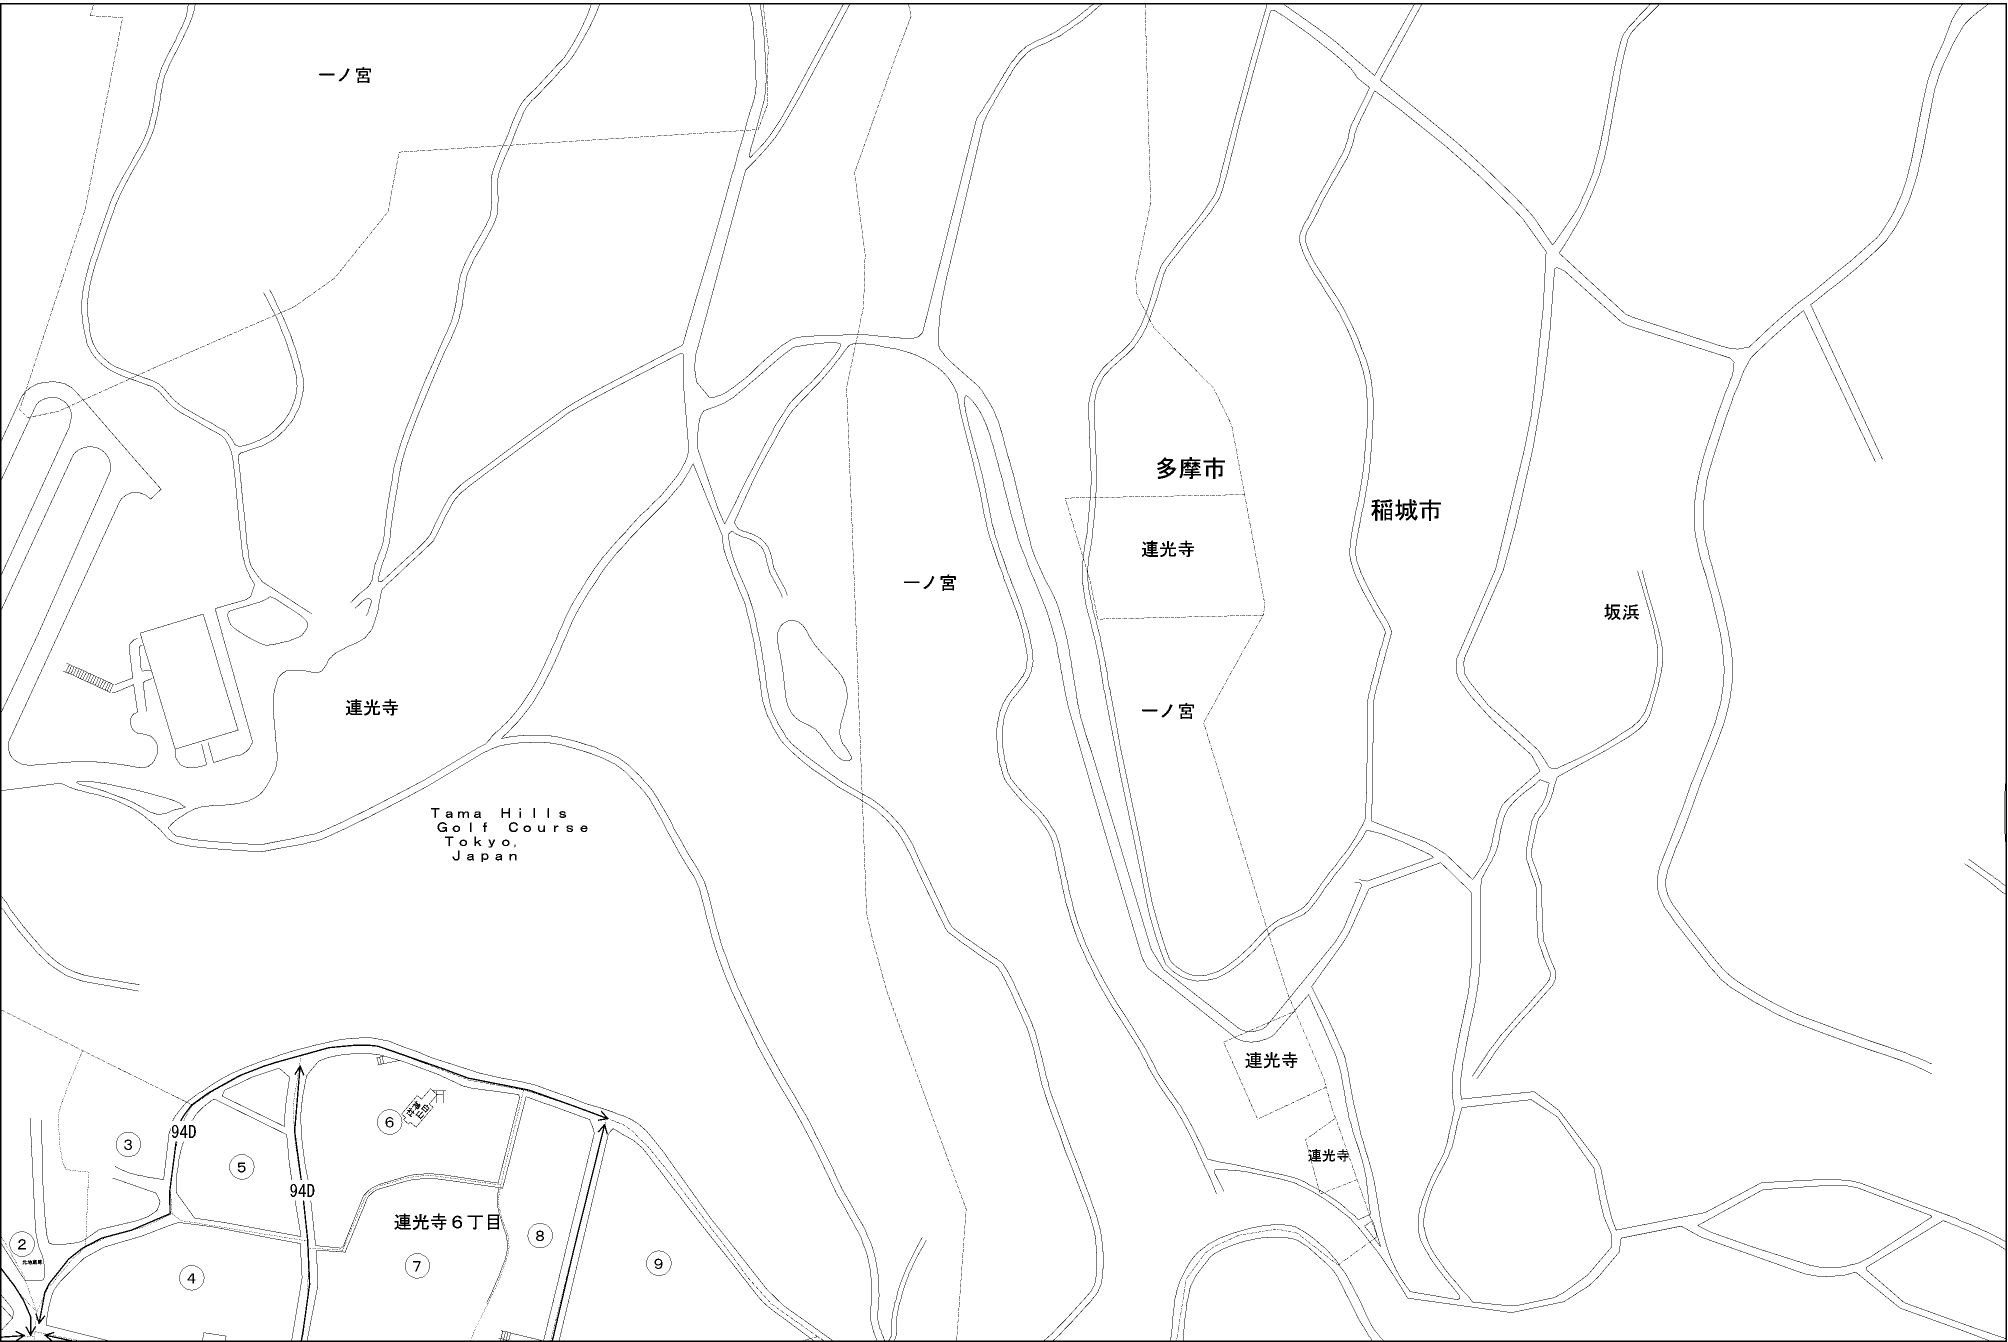 一ノ宮
多摩市
稲城市
連光寺
一ノ宮
坂浜
連光寺
一ノ宮
Tama Hills
Golf Course
Tokyo,
Japan
連光寺
連光寺
94D
94D
3
5
6
連光寺6丁目
2
4
7
8
9